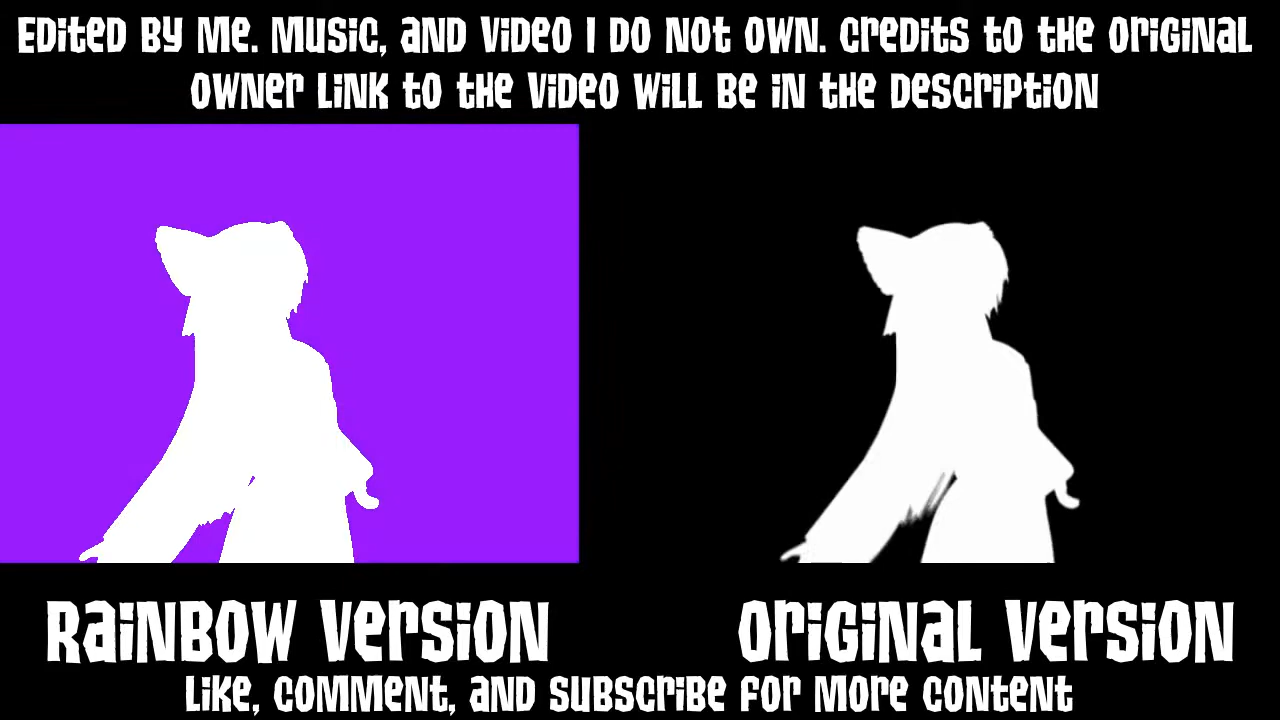 Edited By Me. Music, and Video I Do Not Own. Credits to the Original
Owner Link to the Video Will Be in the Description
Rainbow Version
Original Version
Like, Comment, and Subscribe For More Content